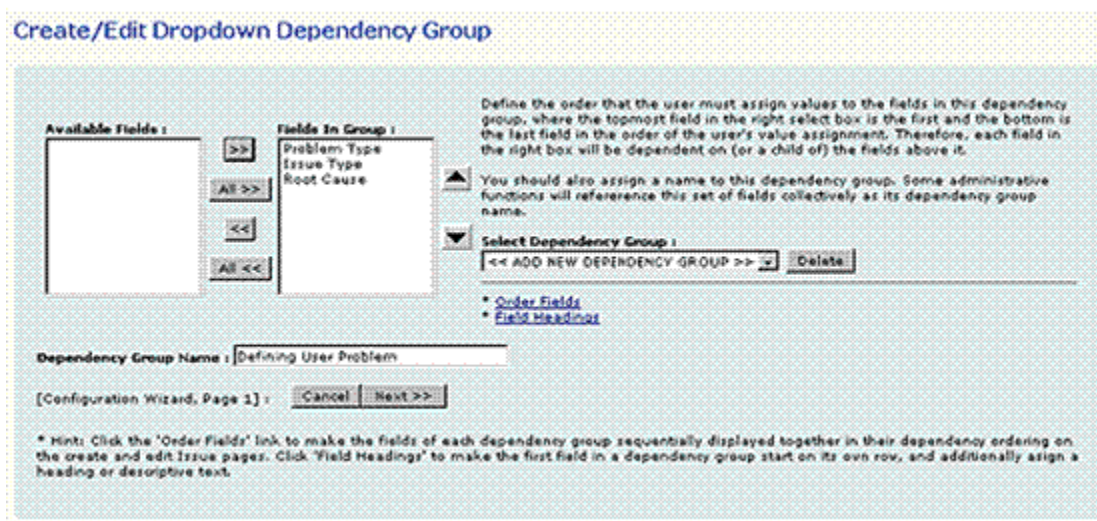 Create/Edit Dropdown Dependency Group
Available Fields :
>>
All >>
<<
All <<
Fields In Group :
Problem Type
Issue Type
Root Cause
Define the order that the user must assign values to the fields in this dependency
group, where the topmost field in the right select box is the first and the bottom is
the last field in the order of the user's value assignment. Therefore, each field in
the right box will be dependent on (or a child of) the fields above it.
You should also assign a name to this dependency group. Some administrative
functions will refererence this set of fields collectively as its dependency group
name.
Select Dependency Group :
<< ADD NEW DEPENDENCY GROUP >>
Delete
* Order Fields
* Field Headings
Dependency Group Name : Defining User Problem
[Configuration Wizard, Page 1] : Cancel Next >>
* Hint: Click the 'Order Fields' link to make the fields of each dependency group sequentially displayed together in their dependency ordering on
the create and edit Issue pages. Click 'Field Headings' to make the first field in a dependency group start on its own row, and additionally asign a
heading or descriptive text.